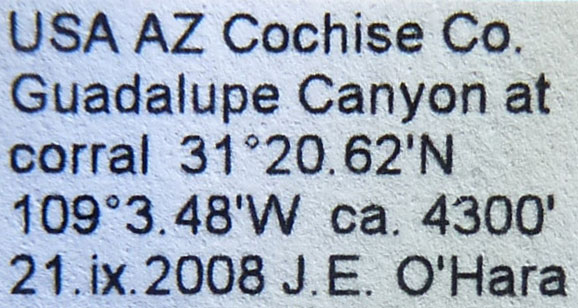 USA AZ Cochise Co.
Guadalupe Canyon at
corral 31°20.62'N
109°3.48'W ca. 4300'
21.ix.2008 J.E. O'Hara